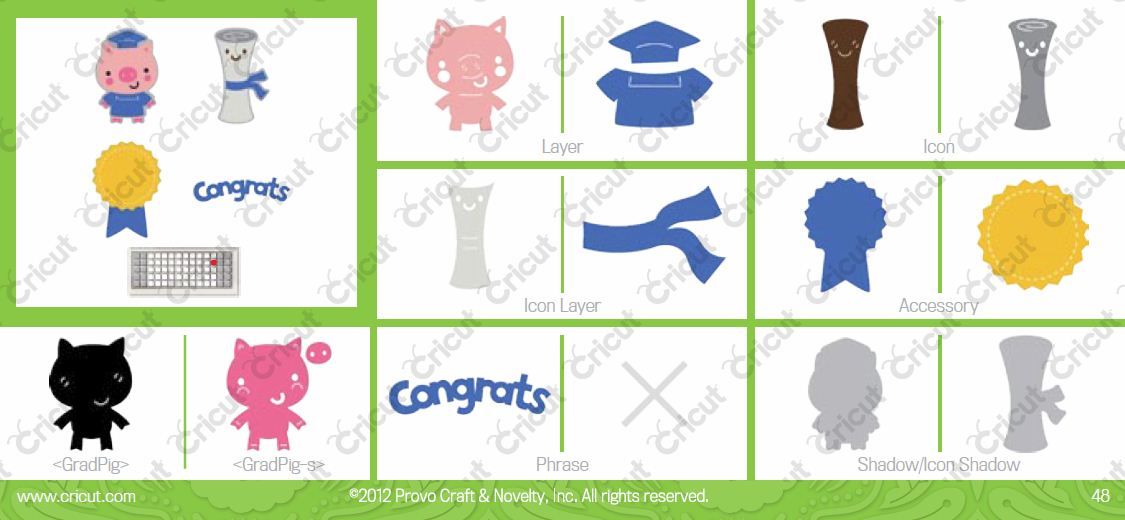 Congrats
Layer
Icon
Icon Layer
Accessory
<GradPig>
<GradPig-s>
Congrats
Phrase
Shadow/Icon Shadow
www.cricut.com
©2012 Provo Craft & Novelty, Inc. All rights reserved.
48
Cricut